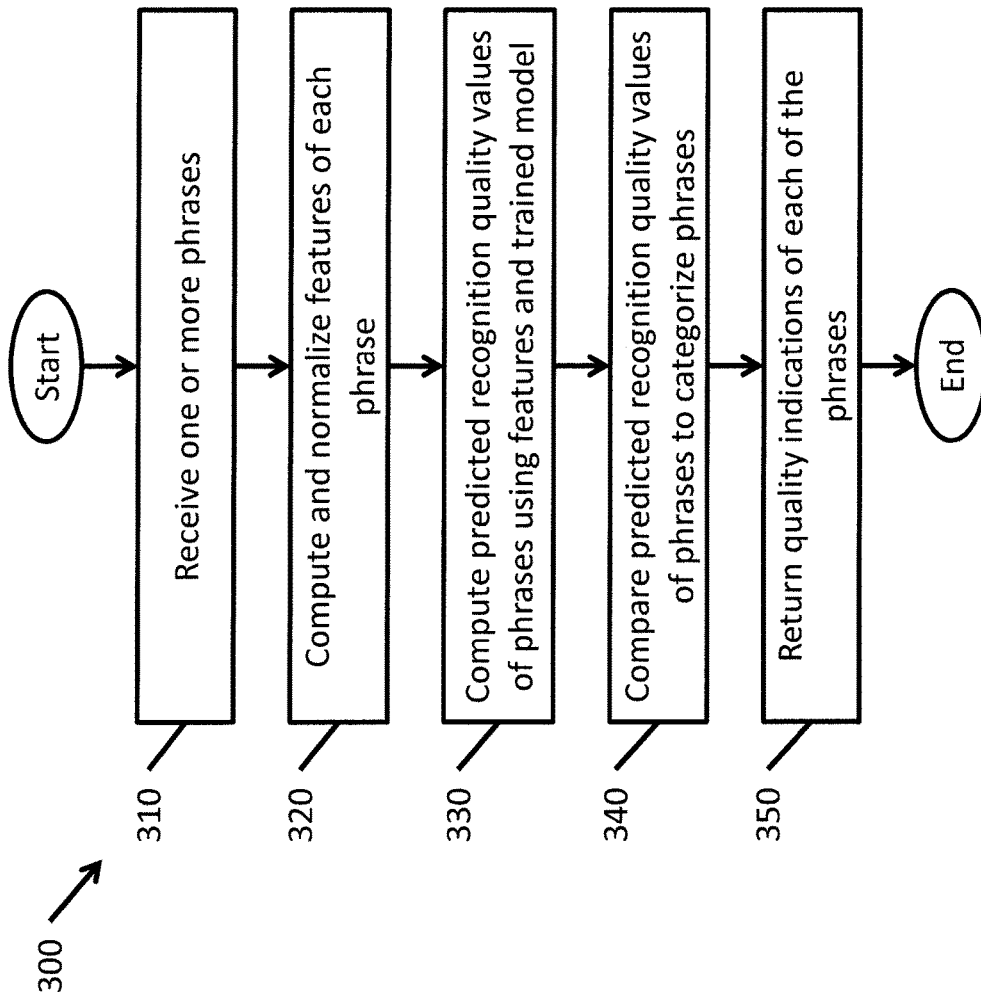 300
Start
310
Receive one or more phrases
320
Compute and normalize features of each
phrase
330
Compute predicted recognition quality values
of phrases using features and trained model
340
Compare predicted recognition quality values
of phrases to categorize phrases
350
Return quality indications of each of the
phrases
End